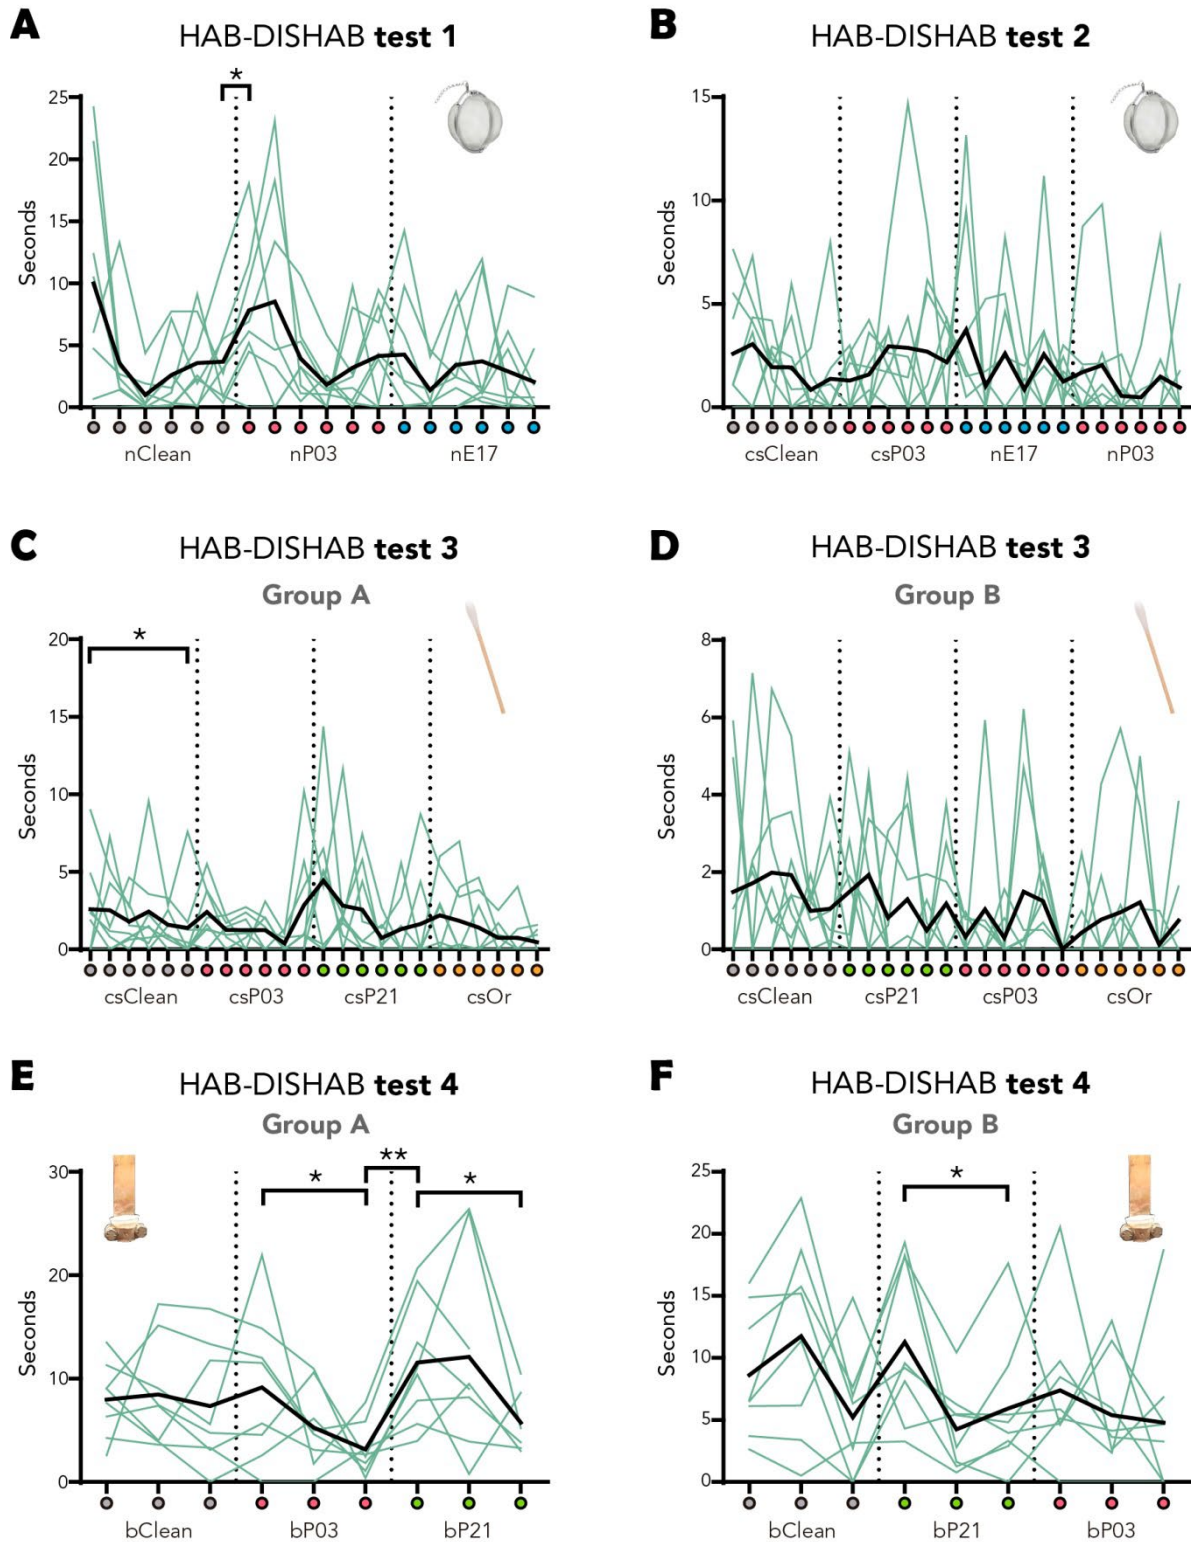 A
HAB-DISHAB test 1
*
Seconds
25
20
15
10
5
0
nClean nP03 nE17
B
HAB-DISHAB test 2
Seconds
15
10
5
0
csClean csP03 nE17 nP03
C
HAB-DISHAB test 3
Group A
*
Seconds
20
15
10
5
0
csClean csP03 csP21 csOr
D
HAB-DISHAB test 3
Group B
Seconds
8
6
4
2
0
csClean csP21 csP03 csOr
E
HAB-DISHAB test 4
Group A
* ** *
Seconds
30
20
10
0
bClean bP03 bP21
F
HAB-DISHAB test 4
Group B
*
Seconds
25
20
15
10
5
0
bClean bP21 bP03